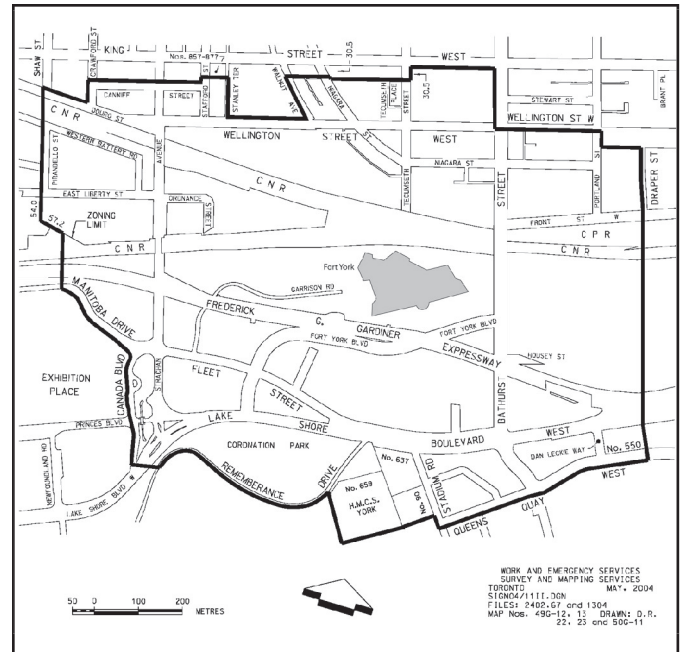 SHAW ST
CRAWFORD ST
KING STREET WEST
Nos. 857-877
30.5
30.5
CANNIFF STREET
STAFFORD ST
STANLEY TER
WALNUT AVE
NIAGARA ST
TECUMSETH STREET
PLACE
STEWART ST
BRANT PL
CNR
DOURO ST
WELLINGTON STREET WEST
WELLINGTON ST W
WESTERN BATTERY RD
PIRANDELLO ST
STRACHAN AVENUE
NIAGARA ST
TECUMSETH
PORTLAND ST
DRAPER ST
EAST LIBERTY ST
ORDNANCE STREET
CNR
54.0
57.2
ZONING
LIMIT
FRONT ST W
CPR
CNR
CNR
Fort York
GARRISON RD
MANITOBA DRIVE
FREDERICK G. GARDINER EXPRESSWAY
FORT YORK BLVD
FORT YORK BLVD
HOUSEY ST
BATHURST STREET
EXHIBITION
PLACE
CANADA BLVD
FLEET STREET
PRINCES BLVD
LAKE SHORE BOULEVARD WEST
DAN LECKIE WAY
No. 550
CORONATION PARK
No. 637
NEWFOUNDLAND RD
REMEMBERANCE DRIVE
No. 659
H.M.C.S.
YORK
No. 90
STADIUM RD
LAKE SHORE BLVD W
QUEENS QUAY WEST
50 0 100 200
METRES
WORK AND EMERGENCY SERVICES
SURVEY AND MAPPING SERVICES
TORONTO MAY, 2004
SIGN04/11II.DGN
FILES: 2402.67 and 1304
MAP Nos. 49G-12, 13 DRAWN: D.R.
22, 23 and 50G-11